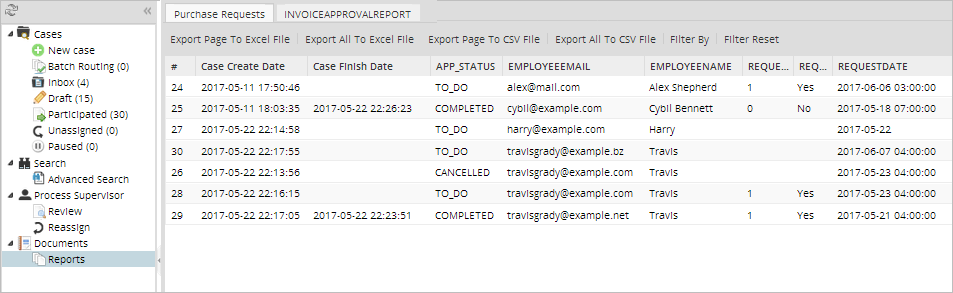 Cases
New case
Batch Routing (0)
Inbox (4)
Draft (15)
Participated (30)
Unassigned (0)
Paused (0)
Search
Advanced Search
Process Supervisor
Review
Reassign
Documents
Reports
Purchase Requests INVOICEAPPROVALREPORT
Export Page To Excel File Export All To Excel File Export Page To CSV File Export All To CSV File Filter By Filter Reset
# Case Create Date Case Finish Date APP_STATUS EMPLOYEEEMAIL EMPLOYEENAME REQUE... REQ... REQUESTDATE
24 2017-05-11 17:50:46 TO_DO alex@mail.com Alex Shepherd 1 Yes 2017-06-06 03:00:00
25 2017-05-11 18:03:35 2017-05-22 22:26:23 COMPLETED cybil@example.com Cybil Bennett 0 No 2017-05-18 07:00:00
27 2017-05-22 22:14:58 TO_DO harry@example.com Harry 2017-05-22
30 2017-05-22 22:17:55 TO_DO travisgrady@example.bz Travis 2017-06-07 04:00:00
26 2017-05-22 22:13:56 CANCELLED travisgrady@example.com Travis 2017-05-23 04:00:00
28 2017-05-22 22:16:15 TO_DO travisgrady@example.com Travis 1 Yes 2017-05-23 04:00:00
29 2017-05-22 22:17:05 2017-05-22 22:23:51 COMPLETED travisgrady@example.net Travis 1 Yes 2017-05-21 04:00:00